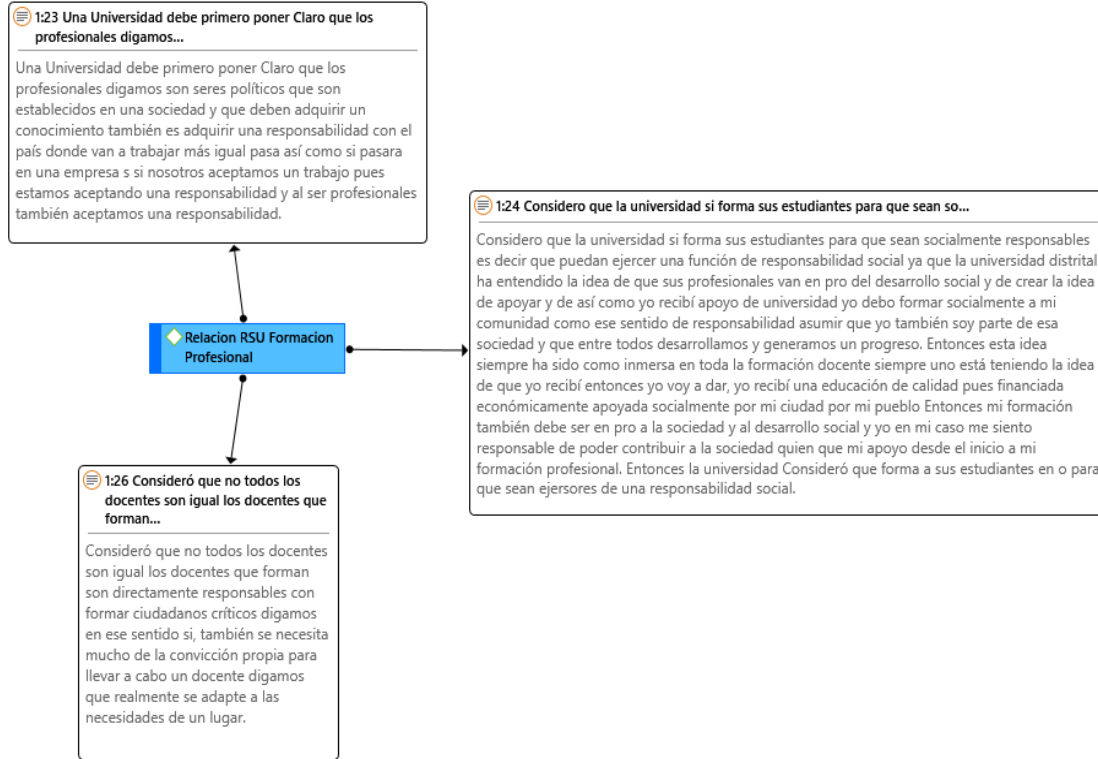 1:23 Una Universidad debe primero poner Claro que los
profesionales digamos...
Una Universidad debe primero poner Claro que los
profesionales digamos son seres políticos que son
establecidos en una sociedad y que deben adquirir un
conocimiento también es adquirir una responsabilidad con el
país donde van a trabajar más igual pasa así como si pasara
en una empresa s si nosotros aceptamos un trabajo pues
estamos aceptando una responsabilidad y al ser profesionales
también aceptamos una responsabilidad.
1:24 Considero que la universidad si forma sus estudiantes para que sean so...
Considero que la universidad si forma sus estudiantes para que sean socialmente responsables
es decir que puedan ejercer una función de responsabilidad social ya que la universidad distrital
ha entendido la idea de que sus profesionales van en pro del desarrollo social y de crear la idea
de apoyar y de así como yo recibí apoyo de universidad yo debo formar socialmente a mi
comunidad como ese sentido de responsabilidad asumir que yo también soy parte de esa
sociedad y que entre todos desarrollamos y generamos un progreso. Entonces esta idea
siempre ha sido como inmersa en toda la formación docente siempre uno está teniendo la idea
de que yo recibí entonces yo voy a dar, yo recibí una educación de calidad pues financiada
económicamente apoyada socialmente por mi ciudad por mi pueblo Entonces mi formación
también debe ser en pro a la sociedad y al desarrollo social y yo en mi caso me siento
responsable de poder contribuir a la sociedad quien que mi apoyo desde el inicio a mi
formación profesional. Entonces la universidad Consideró que forma a sus estudiantes en o para
que sean ejersores de una responsabilidad social.
Relacion RSU Formacion
Profesional
1:26 Consideró que no todos los
docentes son igual los docentes que
forman...
Consideró que no todos los docentes
son igual los docentes que forman
son directamente responsables con
formar ciudadanos críticos digamos
en ese sentido si, también se necesita
mucho de la convicción propia para
llevar a cabo un docente digamos
que realmente se adapte a las
necesidades de un lugar.